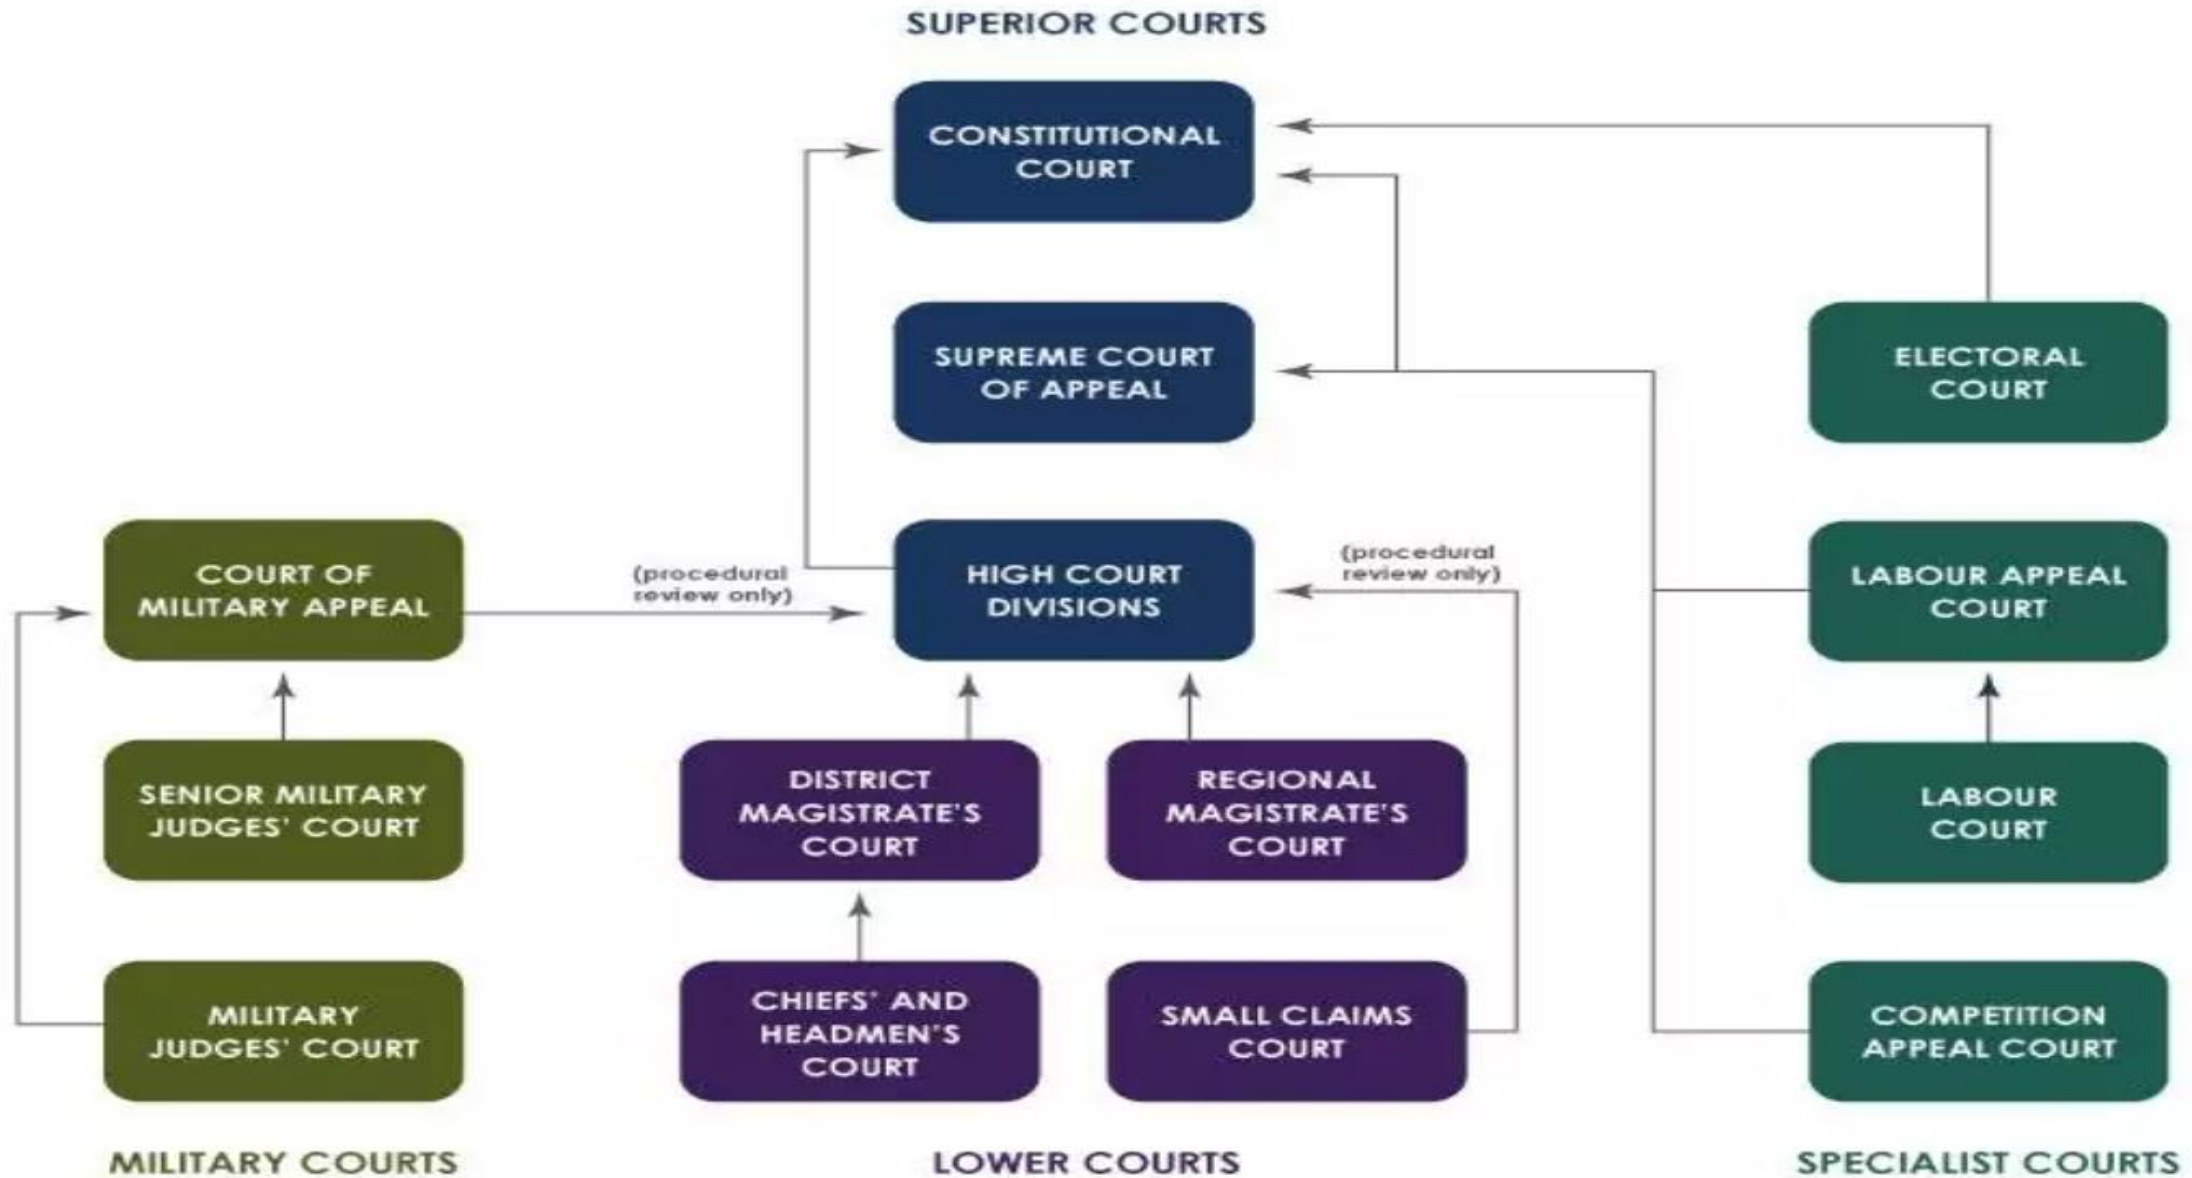 SUPERIOR COURTS
CONSTITUTIONAL
COURT
SUPREME COURT
OF APPEAL
ELECTORAL
COURT
COURT OF
MILITARY APPEAL
(procedural
review only)
HIGH COURT
DIVISIONS
(procedural
review only)
LABOUR APPEAL
COURT
SENIOR MILITARY
JUDGES' COURT
DISTRICT
MAGISTRATE'S
COURT
REGIONAL
MAGISTRATE'S
COURT
LABOUR
COURT
MILITARY
JUDGES' COURT
CHIEFS' AND
HEADMEN'S
COURT
SMALL CLAIMS
COURT
COMPETITION
APPEAL COURT
MILITARY COURTS
LOWER COURTS
SPECIALIST COURTS